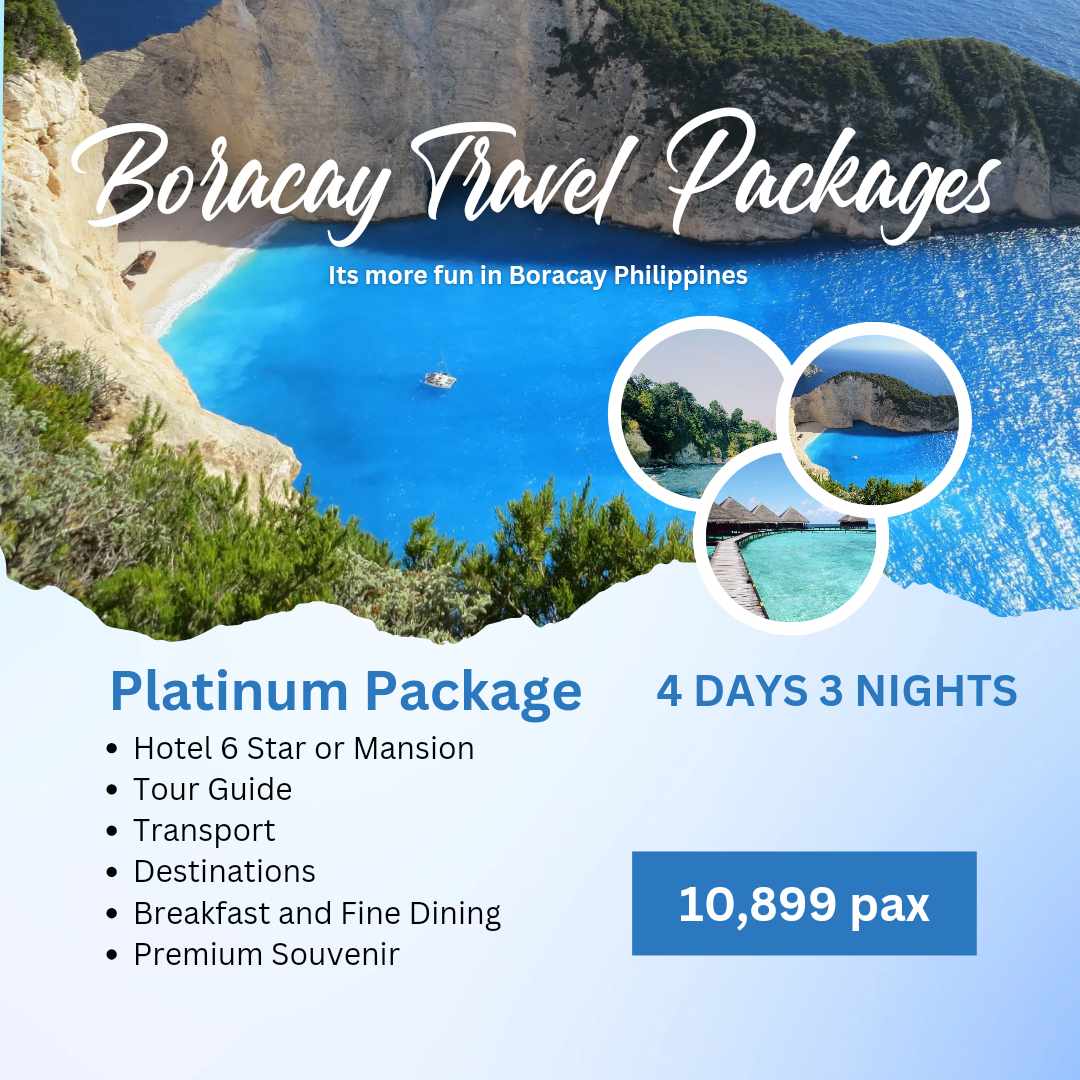 Boracay Travel Packages
Its more fun in Boracay Philippines
Platinum Package
4 DAYS 3 NIGHTS
• Hotel 6 Star or Mansion
• Tour Guide
• Transport
• Destinations
• Breakfast and Fine Dining
• Premium Souvenir
10,899 pax